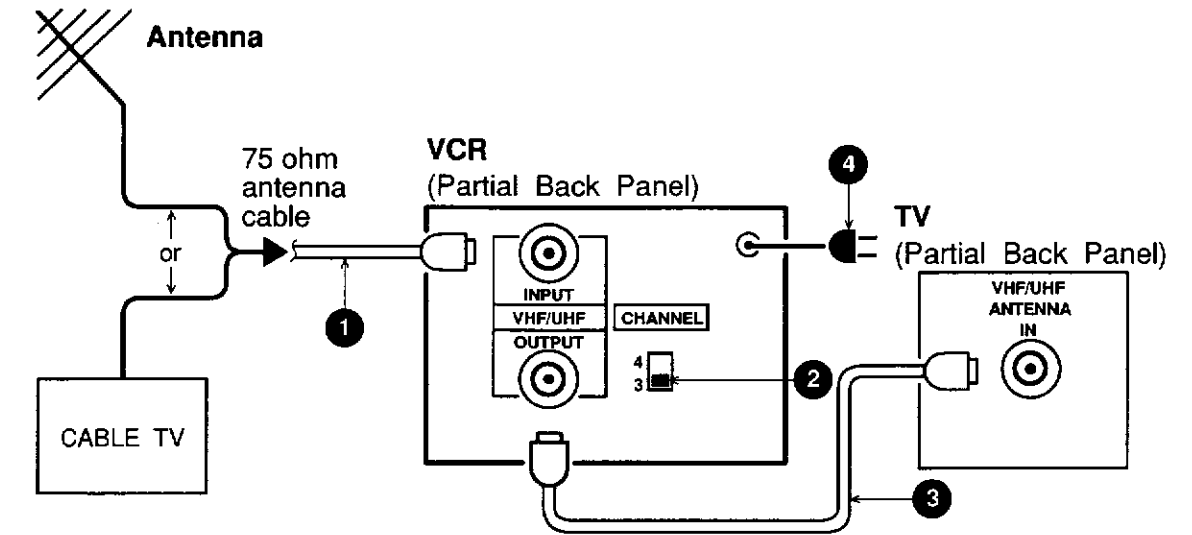 Antenna
75 ohm
antenna
cable
or
CABLE TV
1
VCR
(Partial Back Panel)
INPUT
VHF/UHF
OUTPUT
CHANNEL
4
3
2
4
TV
(Partial Back Panel)
VHF/UHF
ANTENNA
IN
3